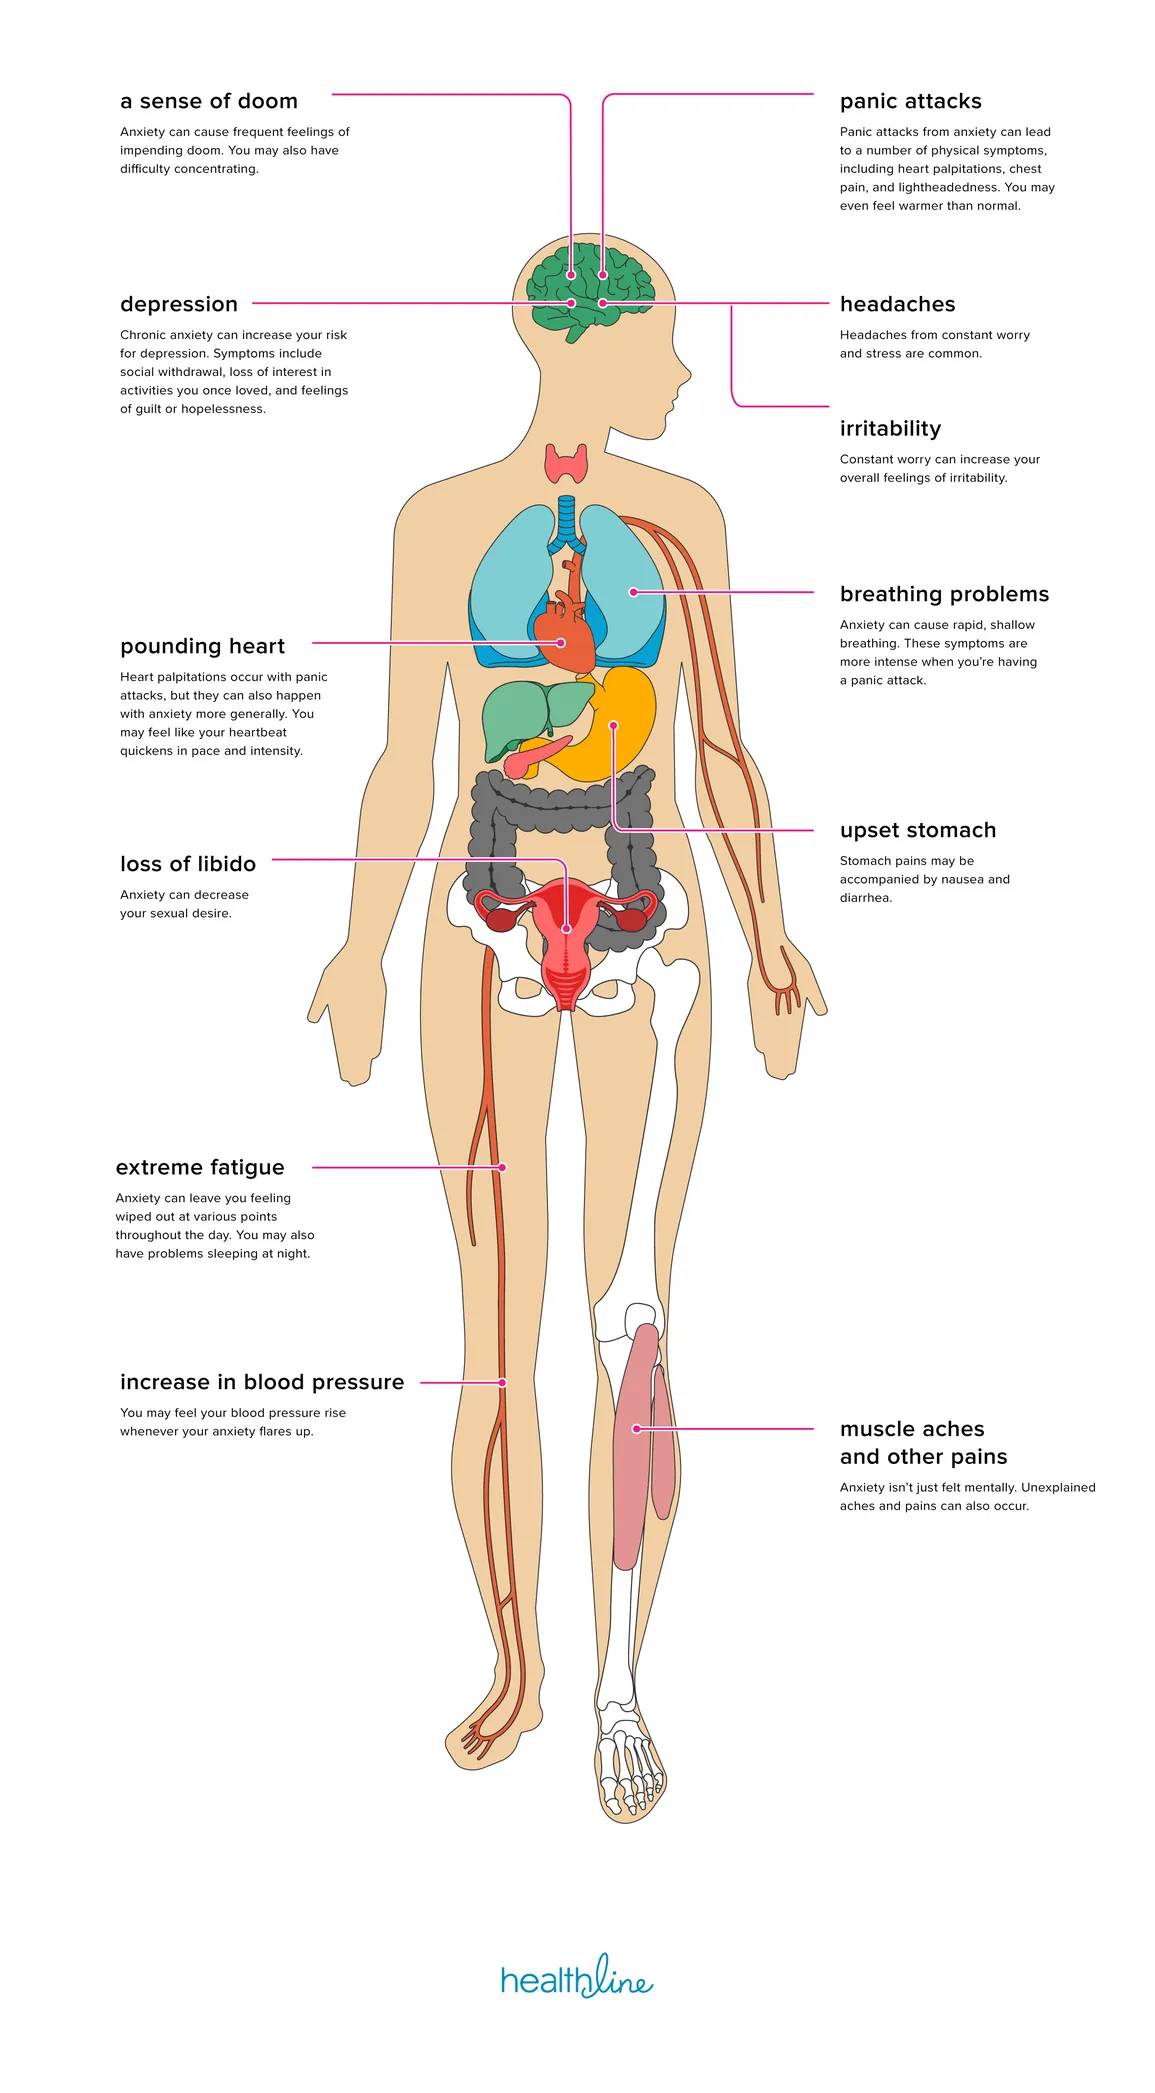 a sense of doom
Anxiety can cause frequent feelings of
impending doom. You may also have
difficulty concentrating.
panic attacks
Panic attacks from anxiety can lead
to a number of physical symptoms,
including heart palpitations, chest
pain, and lightheadedness. You may
even feel warmer than normal.
depression
Chronic anxiety can increase your risk
for depression. Symptoms include
social withdrawal, loss of interest in
activities you once loved, and feelings
of guilt or hopelessness.
headaches
Headaches from constant worry
and stress are common.
irritability
Constant worry can increase your
overall feelings of irritability.
breathing problems
Anxiety can cause rapid, shallow
breathing. These symptoms are
more intense when you're having
a panic attack.
pounding heart
Heart palpitations occur with panic
attacks, but they can also happen
with anxiety more generally. You
may feel like your heartbeat
quickens in pace and intensity.
upset stomach
Stomach pains may be
accompanied by nausea and
diarrhea.
loss of libido
Anxiety can decrease
your sexual desire.
extreme fatigue
Anxiety can leave you feeling
wiped out at various points
throughout the day. You may also
have problems sleeping at night.
increase in blood pressure
You may feel your blood pressure rise
whenever your anxiety flares up.
muscle aches
and other pains
Anxiety isn't just felt mentally. Unexplained
aches and pains can also occur.
healthline